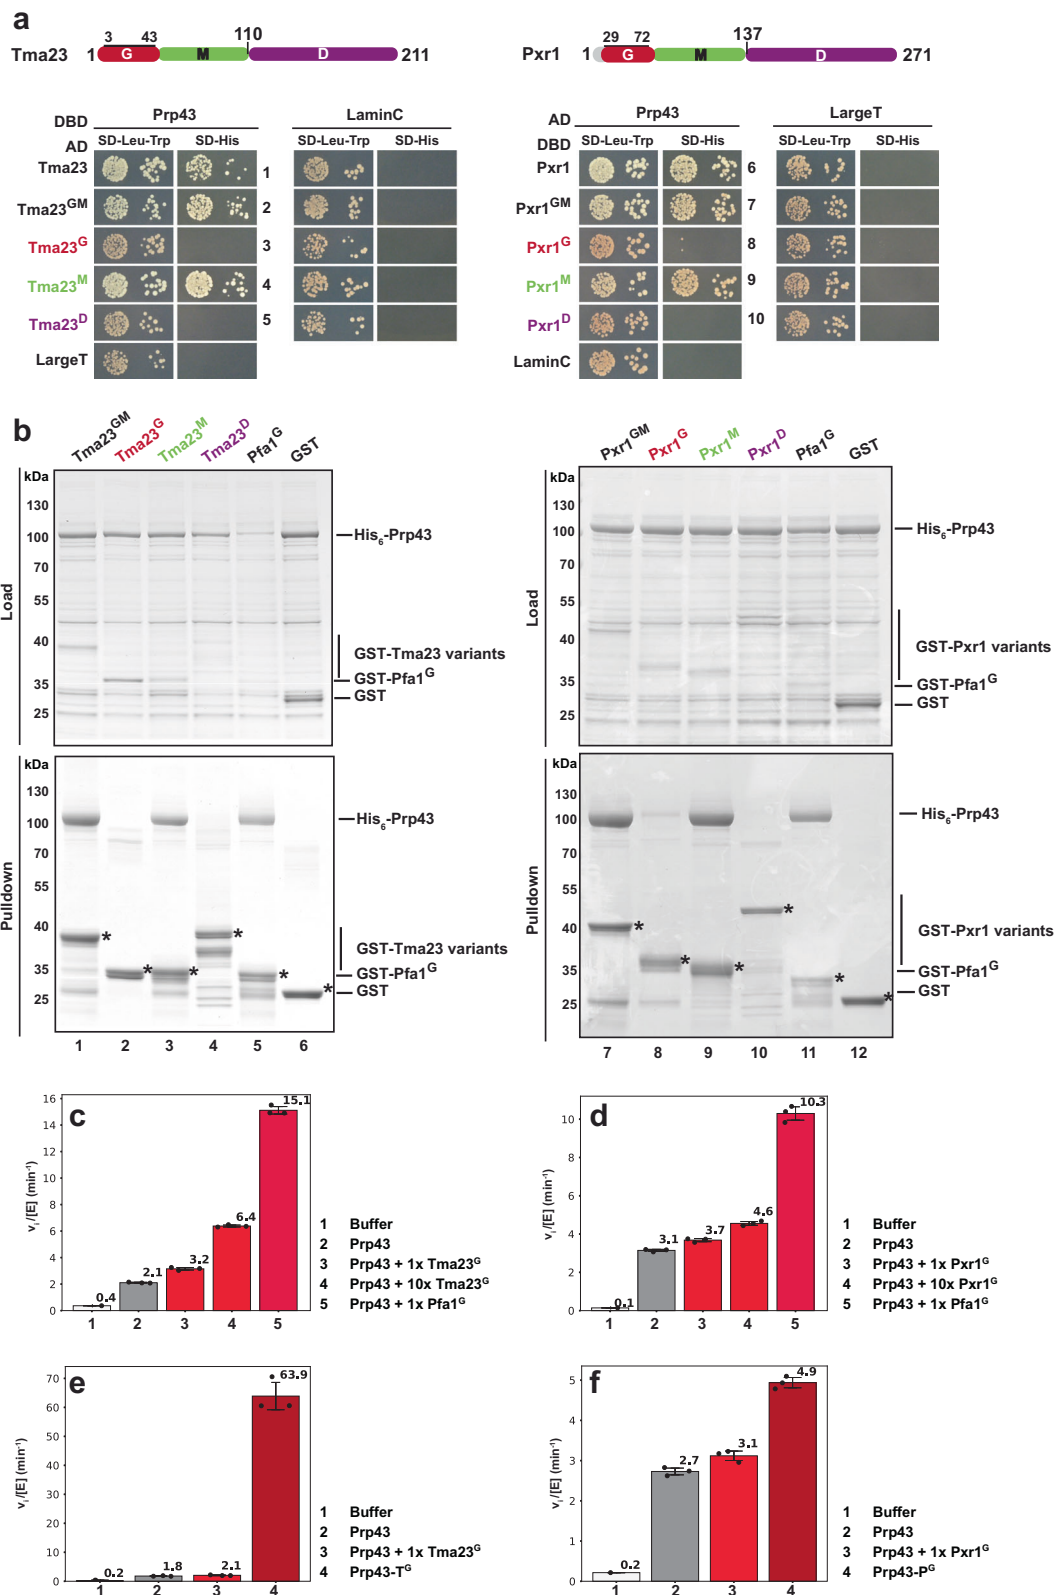 a
3 43 110
Tma23 1 G M D 211
29 72 137
Pxr1 1 G M D 271
DBD Prp43 LaminC
AD SD-Leu-Trp SD-His SD-Leu-Trp SD-His
Tma23 1
Tma23GM 2
Tma23G 3
Tma23M 4
Tma23D 5
LargeT
AD Prp43 LargeT
DBD SD-Leu-Trp SD-His SD-Leu-Trp SD-His
Pxr1 6
Pxr1GM 7
Pxr1G 8
Pxr1M 9
Pxr1D 10
LaminC
b
Tma23GM Tma23G Tma23M Tma23D Pfa1G GST
kDa
130
100
70
55
40
35
25
Load
His6-Prp43
GST-Tma23 variants
GST-Pfa1G
GST
kDa
130
100
70
55
40
35
25
Pulldown
His6-Prp43
* * * * * *
GST-Tma23 variants
GST-Pfa1G
GST
1 2 3 4 5 6
Pxr1GM Pxr1G Pxr1M Pxr1D Pfa1G GST
kDa
130
100
70
55
40
35
25
Load
His6-Prp43
GST-Pxr1 variants
GST-Pfa1G
GST
kDa
130
100
70
55
40
35
25
Pulldown
His6-Prp43
* * * * * *
GST-Pxr1 variants
GST-Pfa1G
GST
7 8 9 10 11 12
c
vi/[E] (min-1)
16
14
12
10
8
6
4
2
0
0.4 2.1 3.2 6.4 15.1
1 2 3 4 5
1 Buffer
2 Prp43
3 Prp43 + 1x Tma23G
4 Prp43 + 10x Tma23G
5 Prp43 + 1x Pfa1G
d
vi/[E] (min-1)
10
8
6
4
2
0
0.1 3.1 3.7 4.6 10.3
1 2 3 4 5
1 Buffer
2 Prp43
3 Prp43 + 1x Pxr1G
4 Prp43 + 10x Pxr1G
5 Prp43 + 1x Pfa1G
e
vi/[E] (min-1)
70
60
50
40
30
20
10
0
0.2 1.8 2.1 63.9
1 2 3 4
1 Buffer
2 Prp43
3 Prp43 + 1x Tma23G
4 Prp43-TG
f
vi/[E] (min-1)
5
4
3
2
1
0
0.2 2.7 3.1 4.9
1 2 3 4
1 Buffer
2 Prp43
3 Prp43 + 1x Pxr1G
4 Prp43-PG